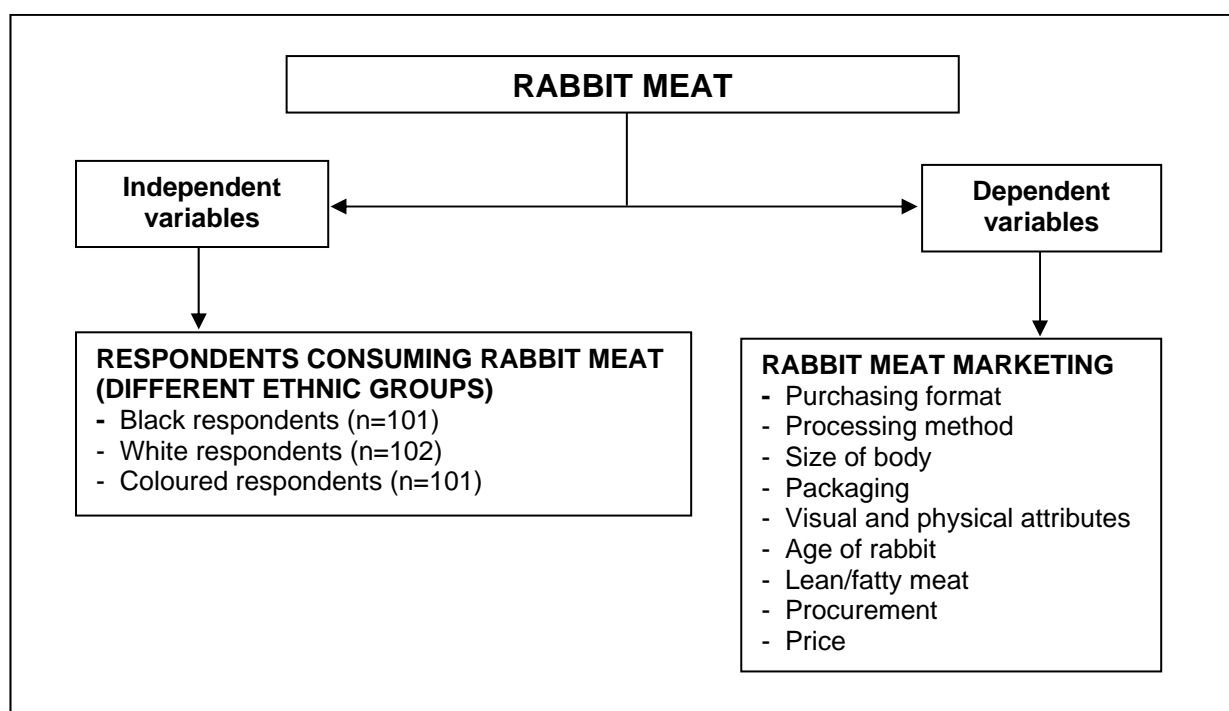 RABBIT MEAT
Independent
variables
Dependent
variables
RESPONDENTS CONSUMING RABBIT MEAT
(DIFFERENT ETHNIC GROUPS)
- Black respondents (n=101)
- White respondents (n=102)
- Coloured respondents (n=101)
RABBIT MEAT MARKETING
- Purchasing format
- Processing method
- Size of body
- Packaging
- Visual and physical attributes
- Age of rabbit
- Lean/fatty meat
- Procurement
- Price